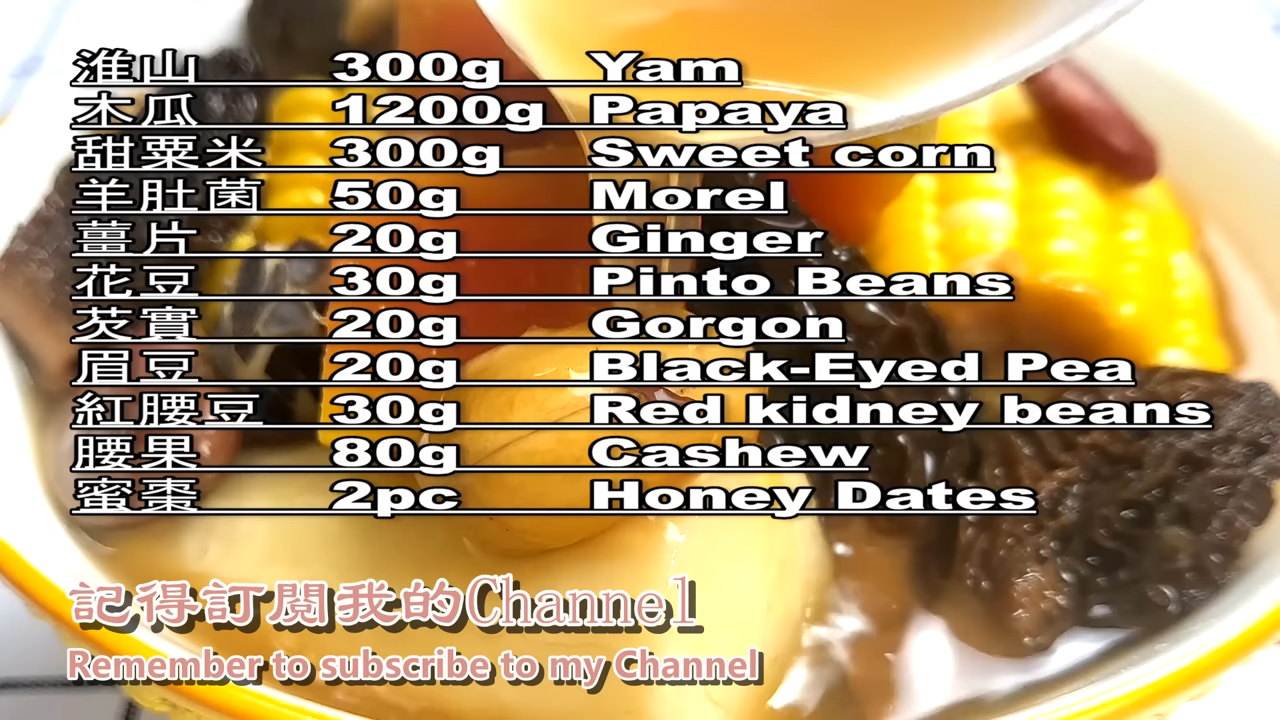 淮山 300g Yam
木瓜 1200g Papaya
甜粟米 300g Sweet corn
羊肚菌 50g Morel
薑片 20g Ginger
花豆 30g Pinto Beans
芡實 20g Gorgon
眉豆 20g Black-Eyed Pea
紅腰豆 30g Red kidney beans
腰果 80g Cashew
蜜棗 2pc Honey Dates
記得訂閱我的Channel
Remember to subscribe to my Channel